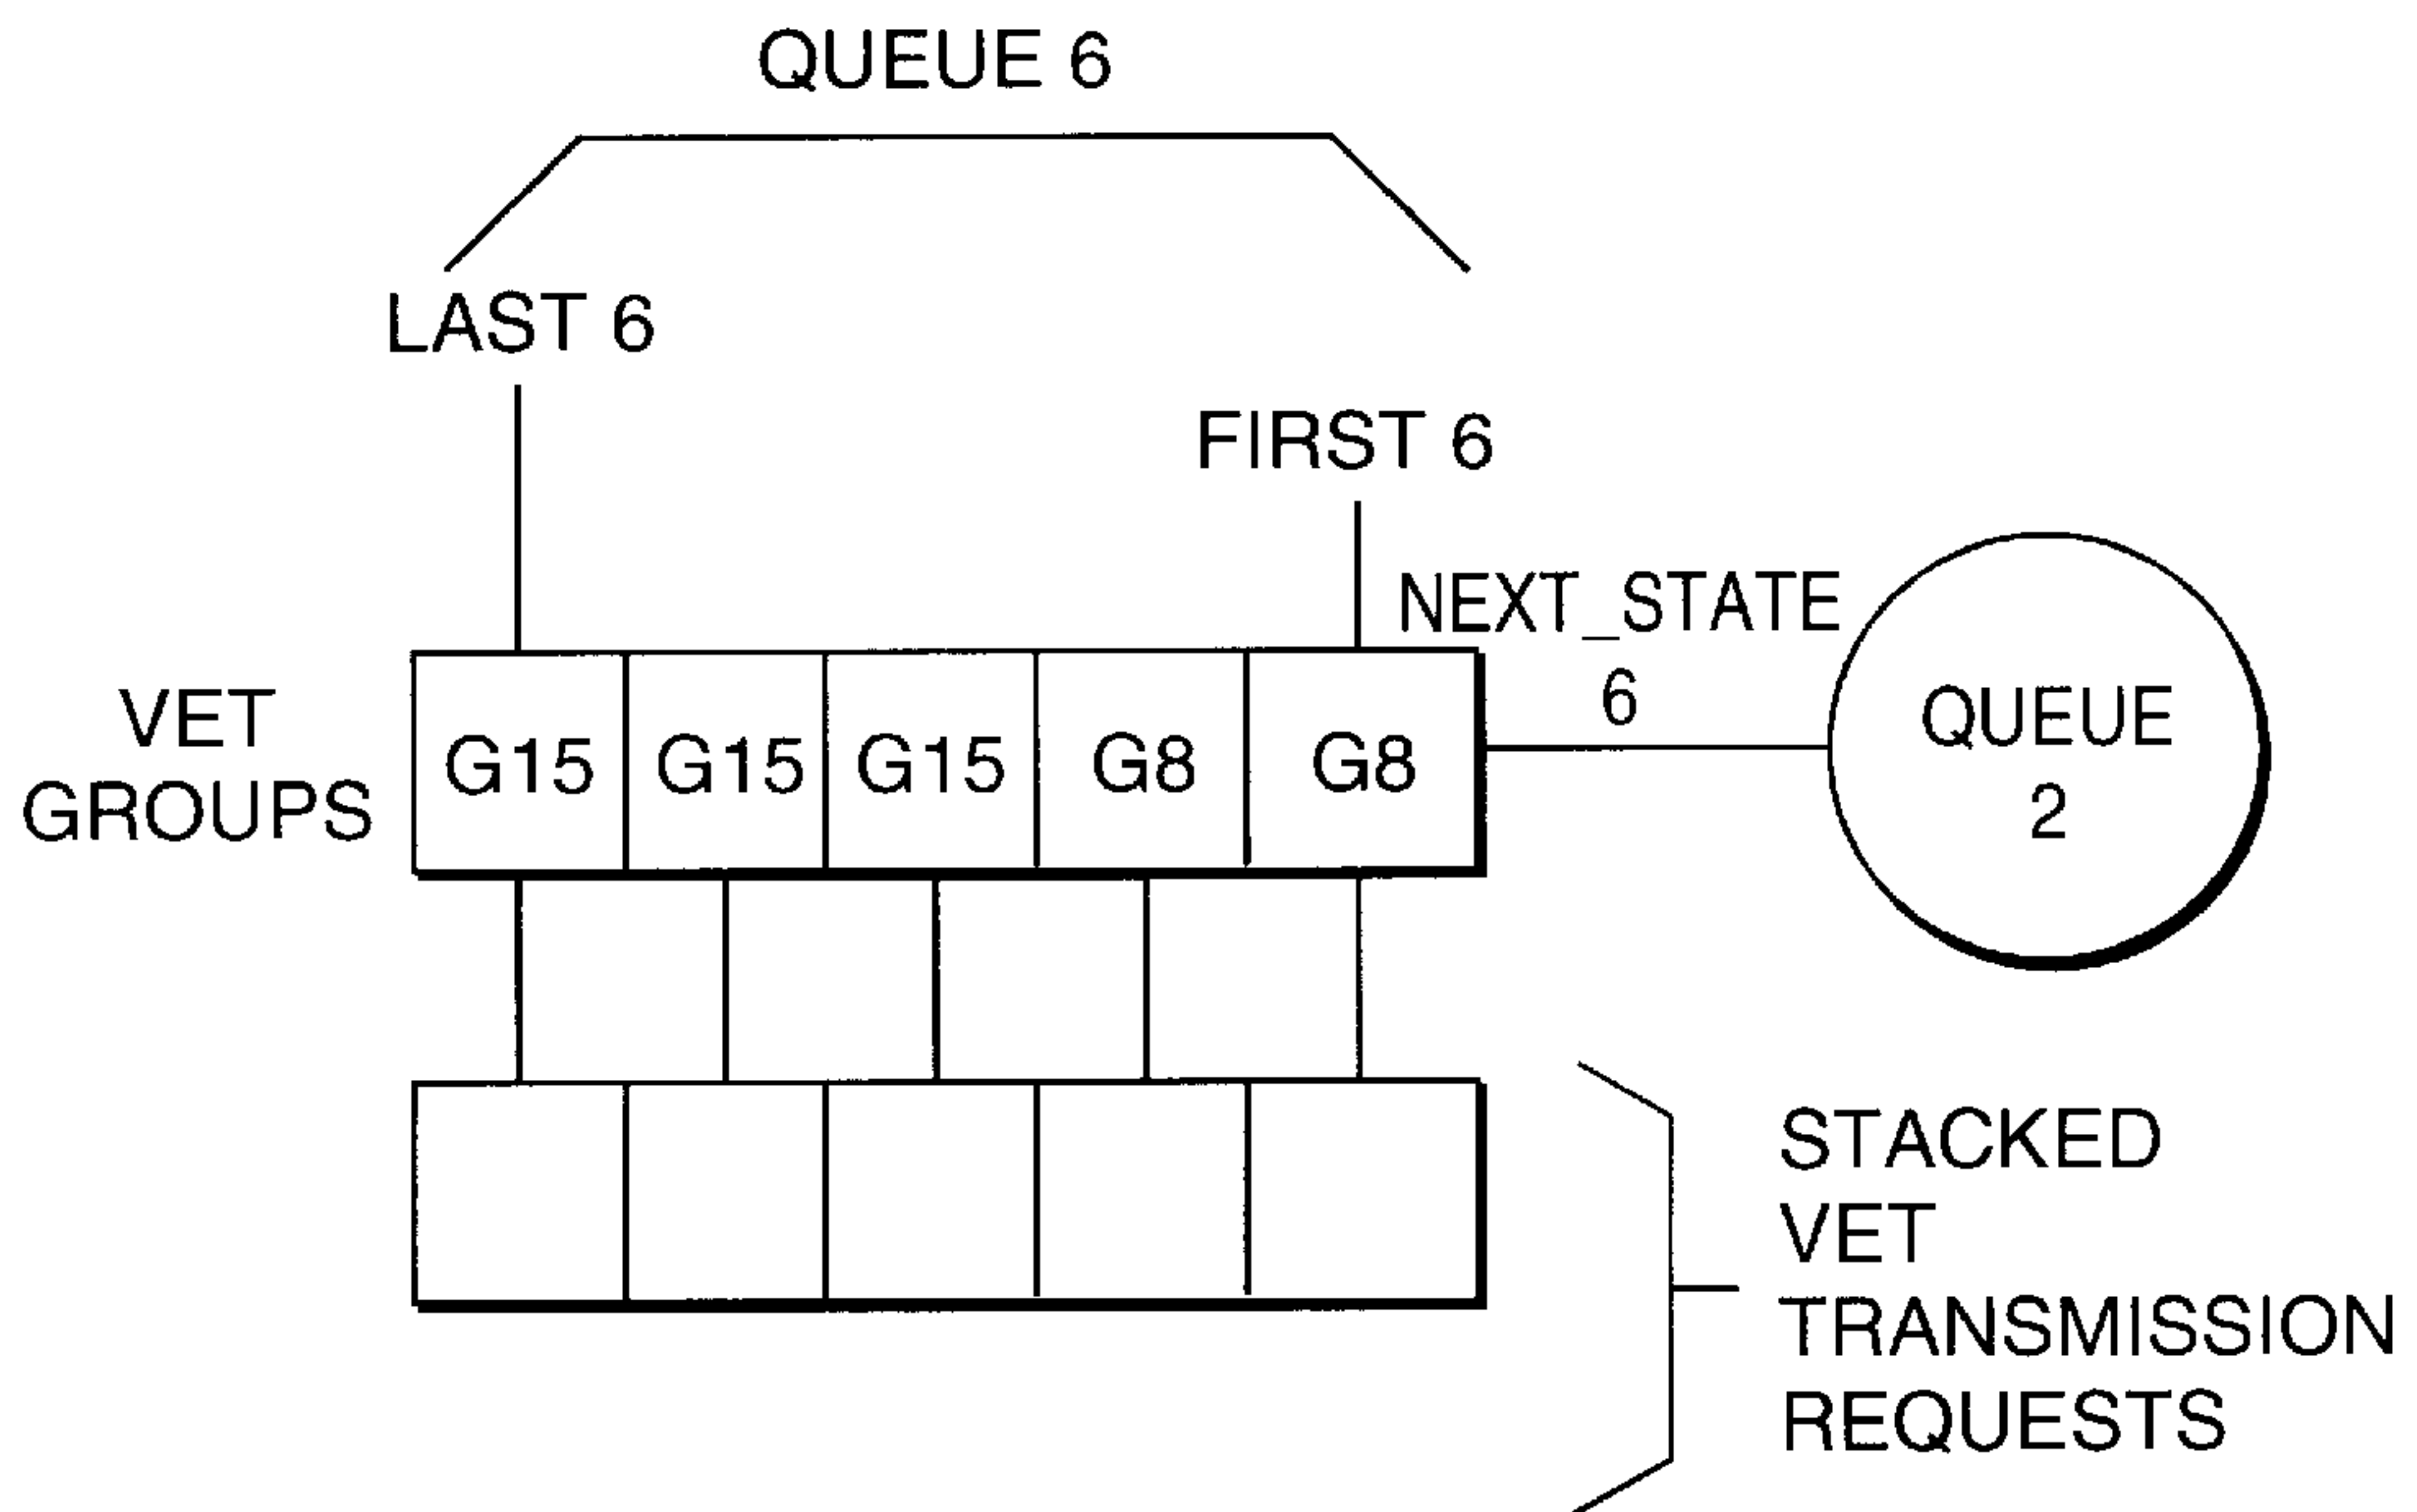 QUEUE 6
LAST 6
FIRST 6
NEXT_STATE
6
VET
GROUPS
G15 G15 G15 G8 G8
QUEUE
2
STACKED
VET
TRANSMISSION
REQUESTS